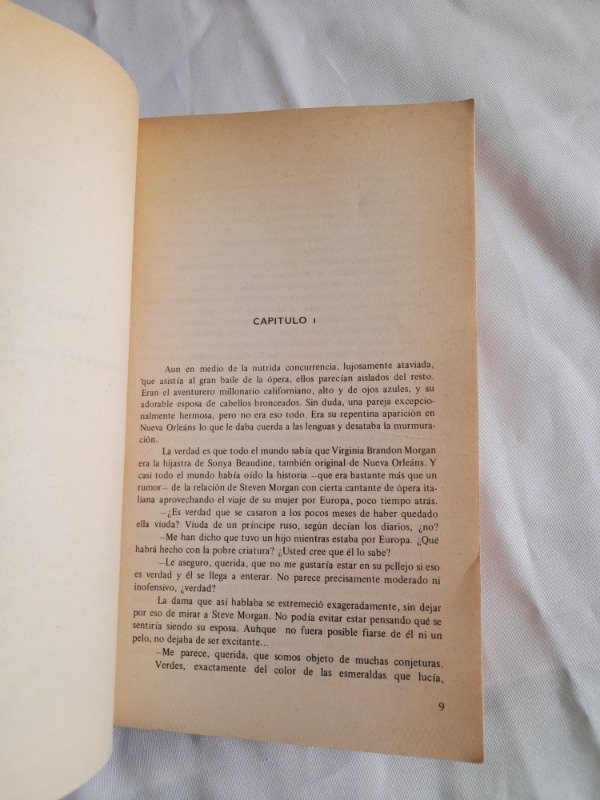 CAPITULO I
Aun en medio de la nutrida concurrencia, lujosamente ataviada,
que asistía al gran baile de la ópera, ellos parecían aislados del resto.
Eran el aventurero millonario californiano, alto y de ojos azules, y su
adorable esposa de cabellos bronceados. Sin duda, una pareja excepcio-
nalmente hermosa, pero no era eso todo. Era su repentina aparición en
Nueva Orleáns lo que le daba cuerda a las lenguas y desataba la murmura-
ción.
La verdad es que todo el mundo sabía que Virginia Brandon Morgan
era la hijastra de Sonya Beaudine, también original de Nueva Orleáns. Y
casi todo el mundo había oído la historia —que era bastante más que un
rumor— de la relación de Steven Morgan con cierta cantante de ópera ita-
liana aprovechando el viaje de su mujer por Europa, poco tiempo atrás.
—¿Es verdad que se casaron a los pocos meses de haber quedado
ella viuda? Viuda de un príncipe ruso, según decían los diarios, ¿no?
—Me han dicho que tuvo un hijo mientras estaba por Europa. ¿Qué
habrá hecho con la pobre criatura? ¿Usted cree que él lo sabe?
—Le aseguro, querida, que no me gustaría estar en su pellejo si eso
es verdad y él se llega a enterar. No parece precisamente moderado ni
inofensivo, ¿verdad?
La dama que así hablaba se estremeció exageradamente, sin dejar
por eso de mirar a Steve Morgan. No podía evitar estar pensando qué se
sentiría siendo su esposa. Aunque no fuera posible fiarse de él ni un
pelo, no dejaba de ser excitante...
—Me parece, querida, que somos objeto de muchas conjeturas.
Verdes, exactamente del color de las esmeraldas que lucía,
9